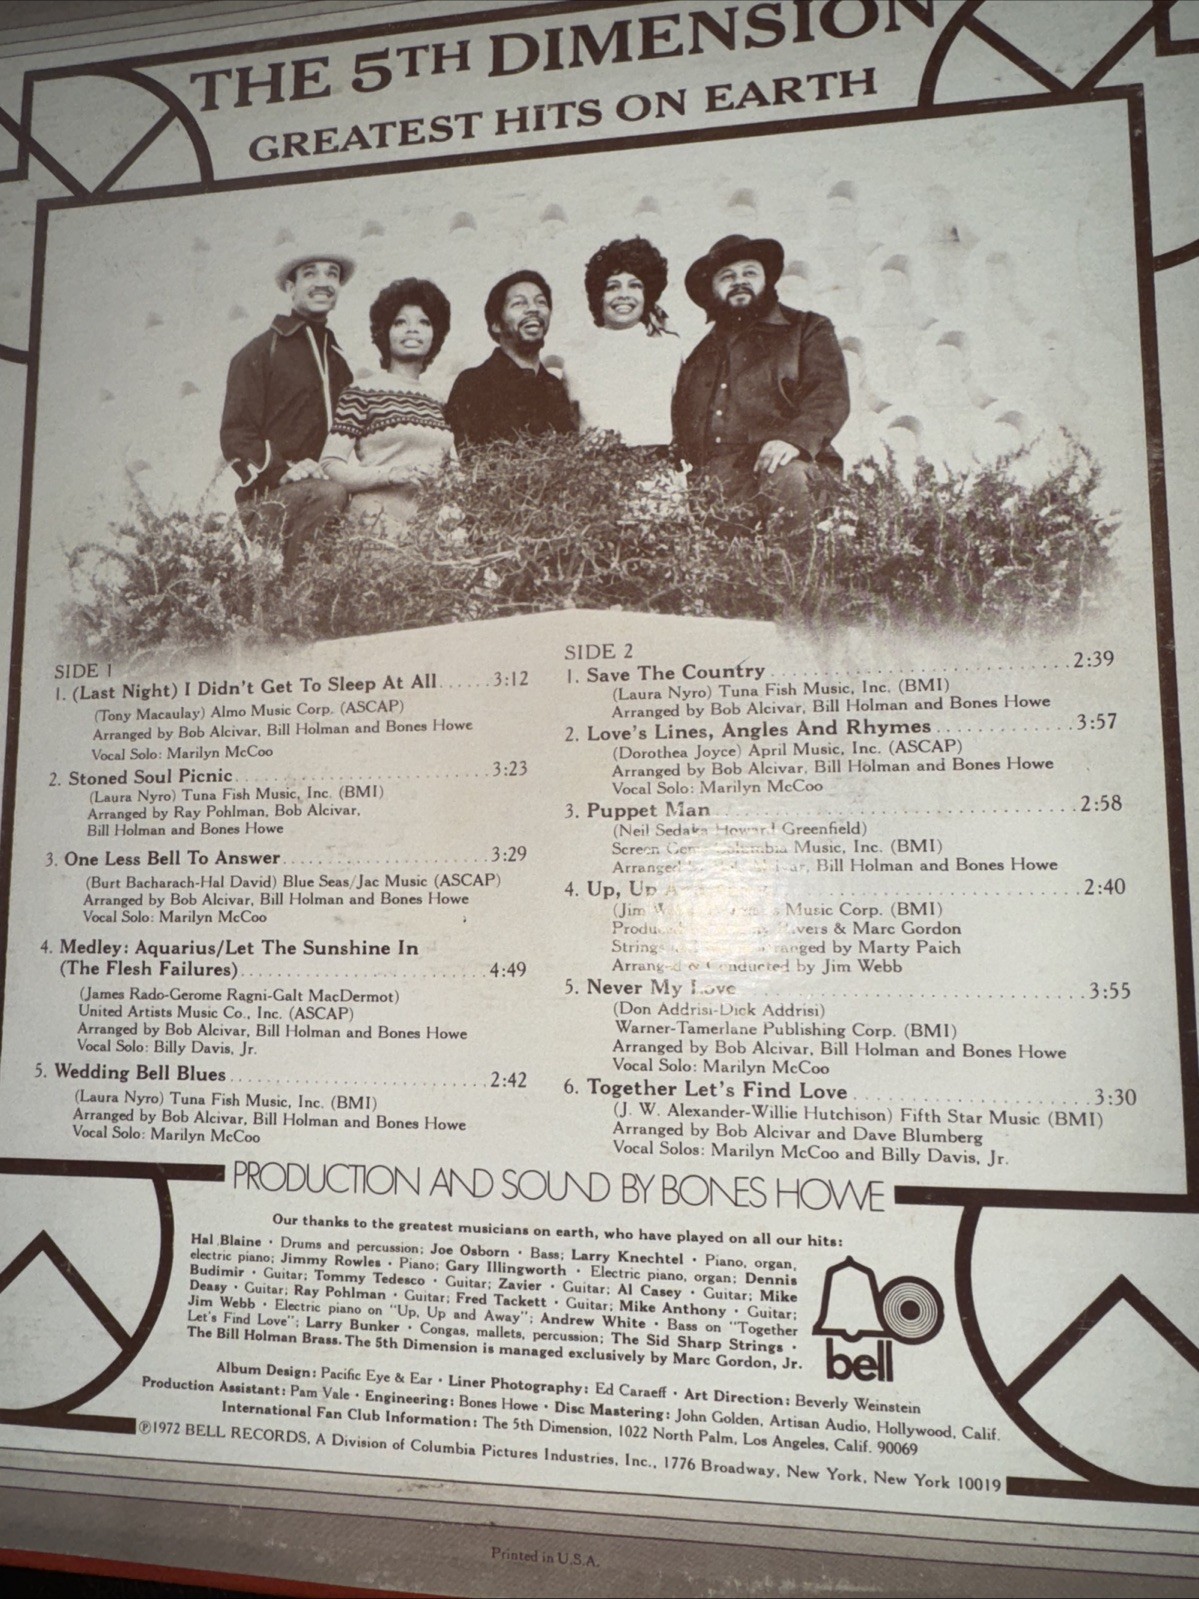 THE 5TH DIMENSION
GREATEST HITS ON EARTH
SIDE 1
1. (Last Night) I Didn't Get To Sleep At All......3:12
(Tony Macaulay) Almo Music Corp. (ASCAP)
Arranged by Bob Alcivar, Bill Holman and Bones Howe
Vocal Solo: Marilyn McCoo
2. Stoned Soul Picnic..........................3:23
(Laura Nyro) Tuna Fish Music, Inc. (BMI)
Arranged by Ray Pohlman, Bob Alcivar,
Bill Holman and Bones Howe
3. One Less Bell To Answer.....................3:29
(Burt Bacharach-Hal David) Blue Seas/Jac Music (ASCAP)
Arranged by Bob Alcivar, Bill Holman and Bones Howe
Vocal Solo: Marilyn McCoo
4. Medley: Aquarius/Let The Sunshine In
(The Flesh Failures)..........................4:49
(James Rado-Gerome Ragni-Galt MacDermot)
United Artists Music Co., Inc. (ASCAP)
Arranged by Bob Alcivar, Bill Holman and Bones Howe
Vocal Solo: Billy Davis, Jr.
5. Wedding Bell Blues..........................2:42
(Laura Nyro) Tuna Fish Music, Inc. (BMI)
Arranged by Bob Alcivar, Bill Holman and Bones Howe
Vocal Solo: Marilyn McCoo
SIDE 2
1. Save The Country..............................2:39
(Laura Nyro) Tuna Fish Music, Inc. (BMI)
Arranged by Bob Alcivar, Bill Holman and Bones Howe
2. Love's Lines, Angles And Rhymes..............3:57
(Dorothea Joyce) April Music, Inc. (ASCAP)
Arranged by Bob Alcivar, Bill Holman and Bones Howe
Vocal Solo: Marilyn McCoo
3. Puppet Man...................................2:58
(Neil Sedaka Howard Greenfield)
Screen Columbia Music, Inc. (BMI)
Arranged Bill Holman and Bones Howe
4. Up, Up ..............................2:40
(Jim Music Corp. (BMI)
& Marc Gordon
arranged by Marty Paich
Arranged & Conducted by Jim Webb
5. Never My Love................................3:55
(Don Addrisi-Dick Addrisi)
Warner-Tamerlane Publishing Corp. (BMI)
Arranged by Bob Alcivar, Bill Holman and Bones Howe
Vocal Solo: Marilyn McCoo
6. Together Let's Find Love......................3:30
(J. W. Alexander-Willie Hutchison) Fifth Star Music (BMI)
Arranged by Bob Alcivar and Dave Blumberg
Vocal Solos: Marilyn McCoo and Billy Davis, Jr.
PRODUCTION AND SOUND BY BONES HOWE
Our thanks to the greatest musicians on earth, who have played on all our hits:
Hal Blaine · Drums and percussion; Joe Osborn · Bass; Larry Knechtel · Piano, organ,
electric piano; Jimmy Rowles · Piano; Gary Illingworth · Electric piano, organ; Dennis
Budimir · Guitar; Tommy Tedesco · Guitar; Zavier · Guitar; Al Casey · Guitar; Mike
Deasy · Guitar; Ray Pohlman · Guitar; Fred Tackett · Guitar; Mike Anthony · Guitar;
Jim Webb · Electric piano on "Up, Up and Away"; Andrew White · Bass on "Together
Let's Find Love"; Larry Bunker · Congas, mallets, percussion; The Sid Sharp Strings ·
The Bill Holman Brass. The 5th Dimension is managed exclusively by Marc Gordon, Jr.
bell
Album Design: Pacific Eye & Ear · Liner Photography: Ed Caraeff · Art Direction: Beverly Weinstein
Production Assistant: Pam Vale · Engineering: Bones Howe · Disc Mastering: John Golden, Artisan Audio, Hollywood, Calif.
International Fan Club Information: The 5th Dimension, 1022 North Palm, Los Angeles, Calif. 90069
℗1972 BELL RECORDS, A Division of Columbia Pictures Industries, Inc., 1776 Broadway, New York, New York 10019
Printed in U.S.A.